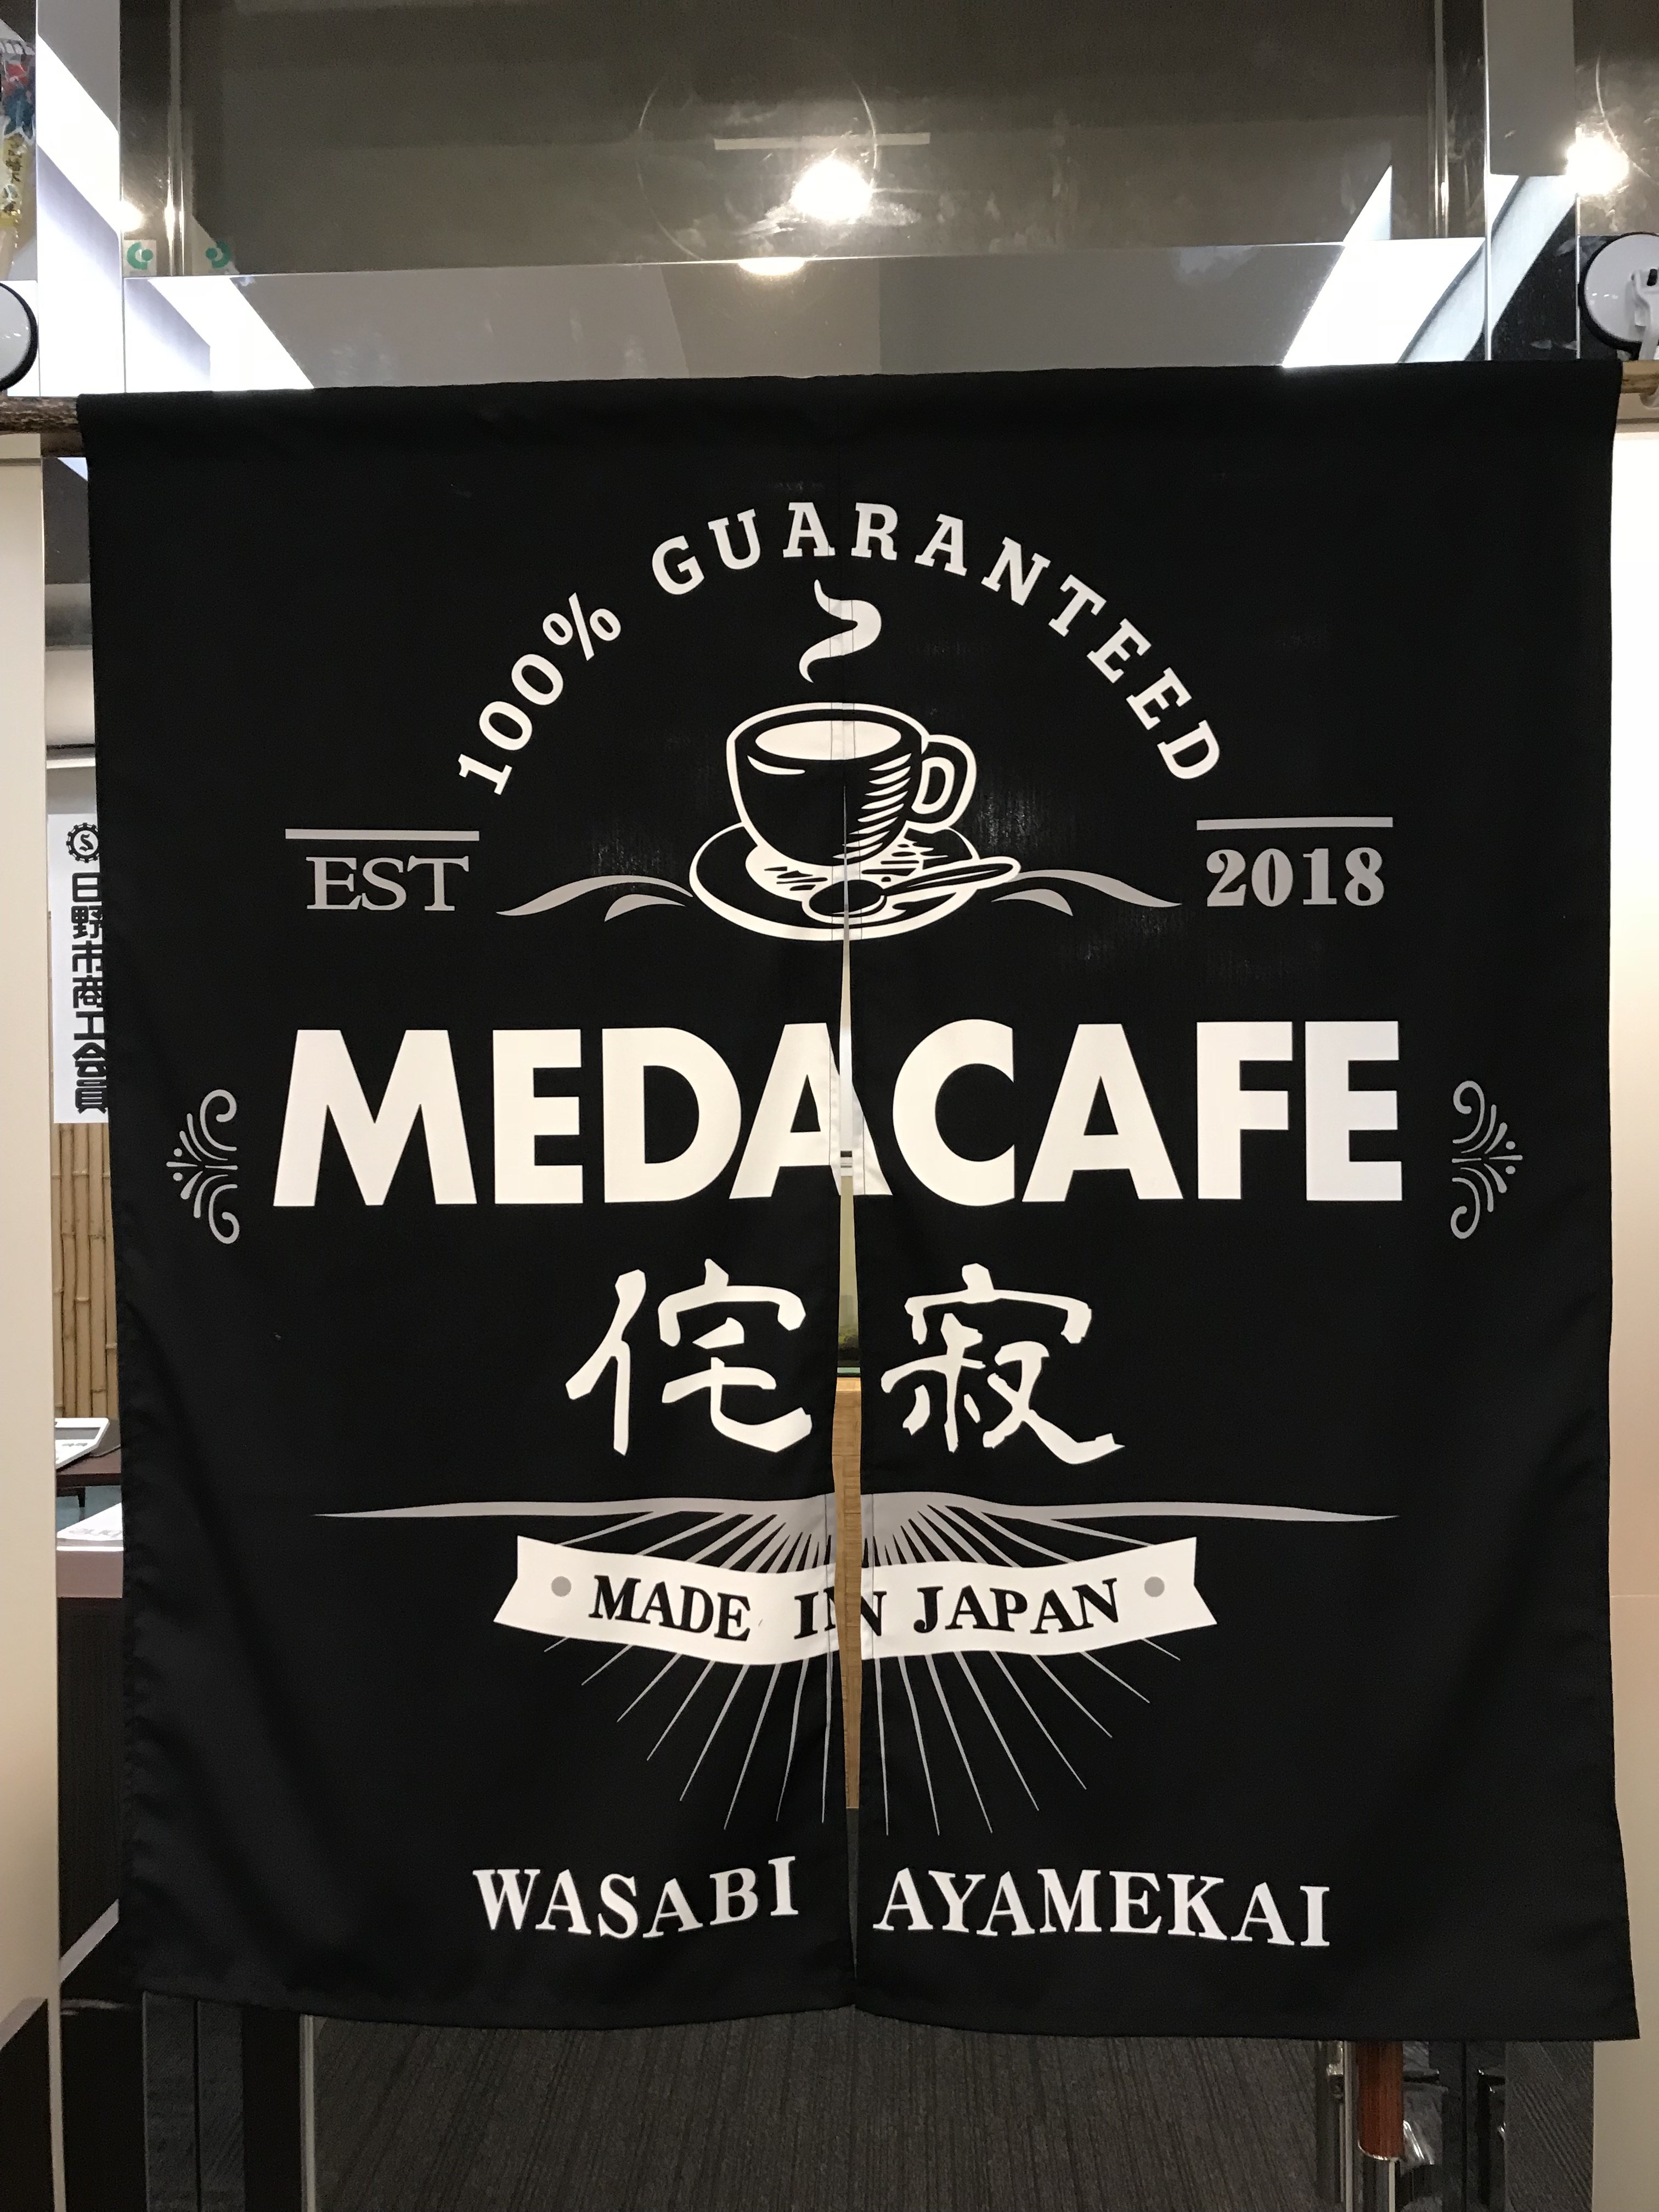 100% GUARANTEED
EST
2018
MEDACAFE
侘寂
MADE IN JAPAN
WASABI AYAMEKAI
日野市商工会員